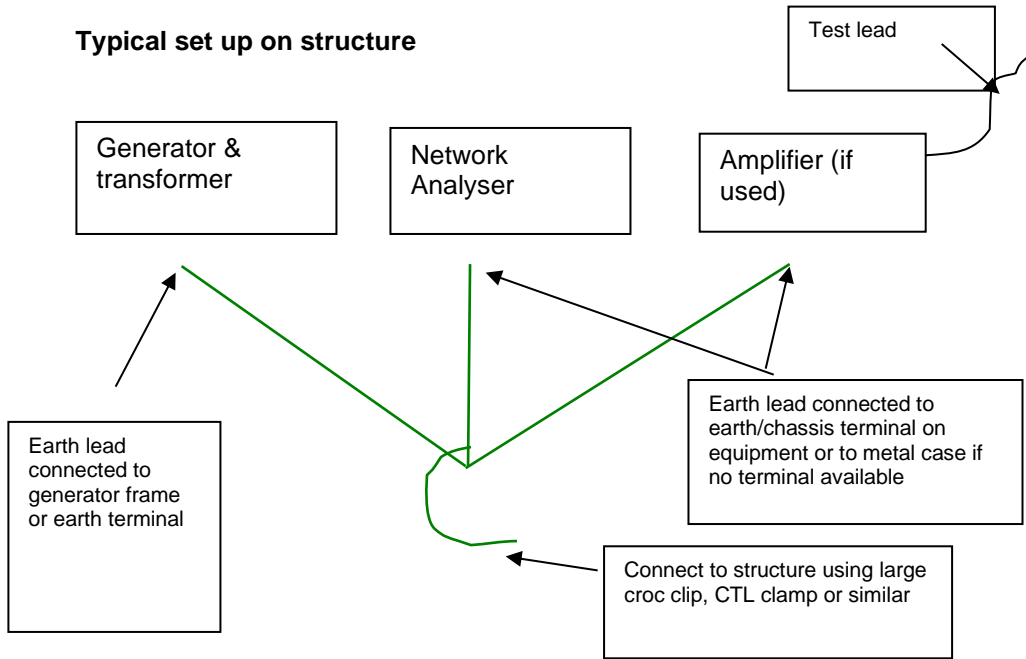 Typical set up on structure
Test lead
Generator &
transformer
Network
Analyser
Amplifier (if
used)
Earth lead
connected to
generator frame
or earth terminal
Earth lead connected to
earth/chassis terminal on
equipment or to metal case if
no terminal available
Connect to structure using large
croc clip, CTL clamp or similar